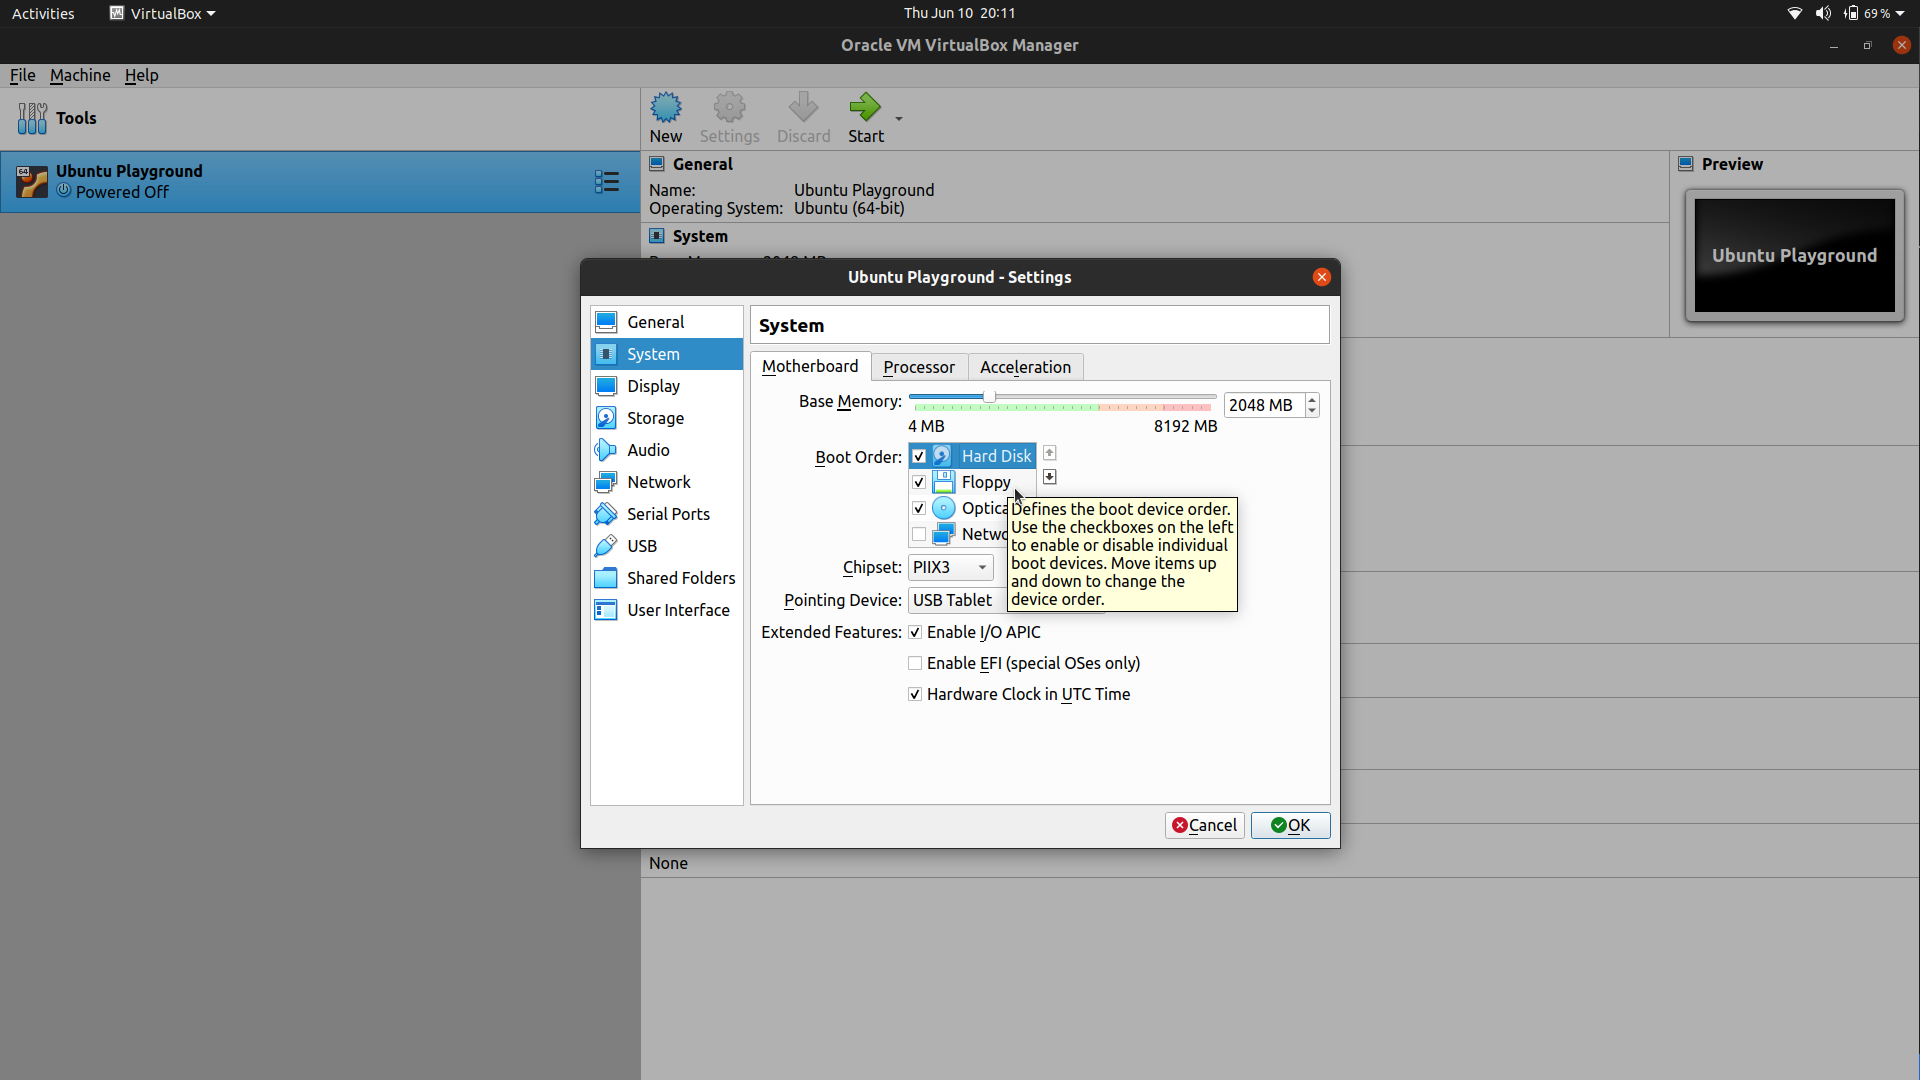 Activities
VirtualBox
Thu Jun 10 20:11
69 %
Oracle VM VirtualBox Manager
File Machine Help
Tools
New
Settings
Discard
Start
64
Ubuntu Playground
Powered Off
General
Name: Ubuntu Playground
Operating System: Ubuntu (64-bit)
System
Preview
Ubuntu Playground
Ubuntu Playground - Settings
General
System
Display
Storage
Audio
Network
Serial Ports
USB
Shared Folders
User Interface
System
Motherboard
Processor
Acceleration
Base Memory:
2048 MB
4 MB
8192 MB
Boot Order:
Hard Disk
Floppy
Optica
Netwo
Defines the boot device order.
Use the checkboxes on the left
to enable or disable individual
boot devices. Move items up
and down to change the
device order.
Chipset: PIIX3
Pointing Device: USB Tablet
Extended Features: Enable I/O APIC
Enable EFI (special OSes only)
Hardware Clock in UTC Time
Cancel
OK
None